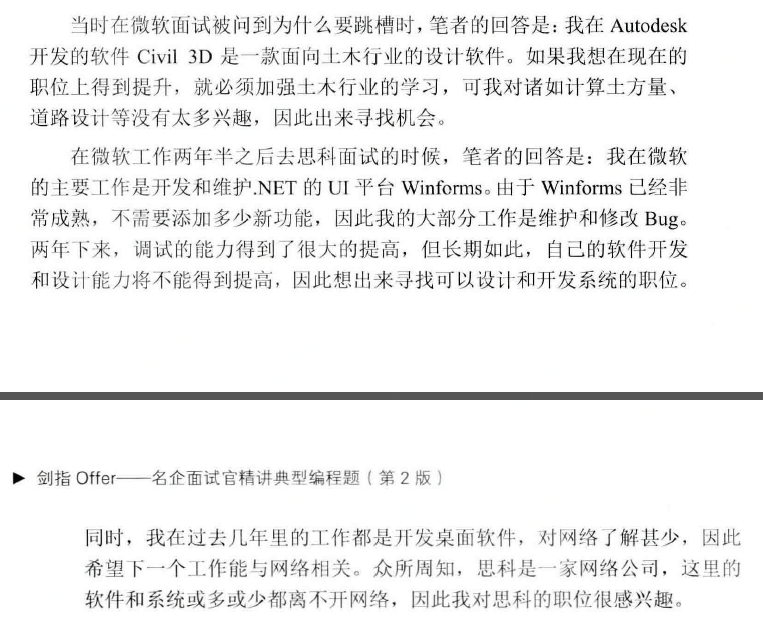 当时在微软面试被问到为什么要跳槽时，笔者的回答是：我在 Autodesk
开发的软件 Civil 3D 是一款面向土木行业的设计软件。如果我想在现在的
职位上得到提升，就必须加强土木行业的学习，可我对诸如计算土方量、
道路设计等没有太多兴趣，因此出来寻找机会。
在微软工作两年半之后去思科面试的时候，笔者的回答是：我在微软
的主要工作是开发和维护.NET 的 UI 平台 Winforms。由于 Winforms 已经非
常成熟，不需要添加多少新功能，因此我的大部分工作是维护和修改 Bug。
两年下来，调试的能力得到了很大的提高，但长期如此，自己的软件开发
和设计能力将不能得到提高，因此想出来寻找可以设计和开发系统的职位。
▶ 剑指 Offer——名企面试官精讲典型编程题（第 2 版）
同时，我在过去几年里的工作都是开发桌面软件，对网络了解甚少，因此
希望下一个工作能与网络相关。众所周知，思科是一家网络公司，这里的
软件和系统或多或少都离不开网络，因此我对思科的职位很感兴趣。